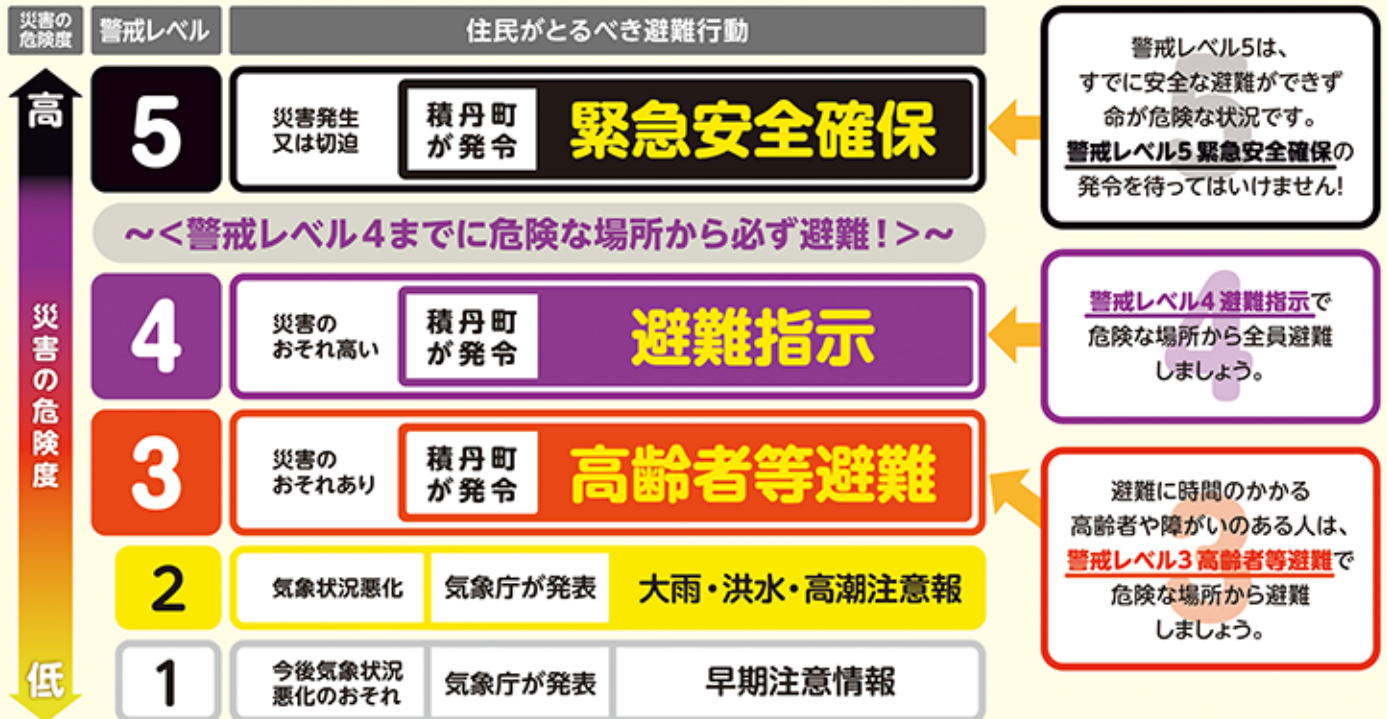 災害の
危険度
警戒レベル
住民がとるべき避難行動
高
災害の危険度
低
5
災害発生
又は切迫
積丹町
が発令
緊急安全確保
警戒レベル5は、
すでに安全な避難ができず
命が危険な状況です。
警戒レベル5 緊急安全確保の
発令を待ってはいけません!
5
~<警戒レベル4までに危険な場所から必ず避難!>~
4
災害の
おそれ高い
積丹町
が発令
避難指示
警戒レベル4 避難指示で
危険な場所から全員避難
しましょう。
4
3
災害の
おそれあり
積丹町
が発令
高齢者等避難
避難に時間のかかる
高齢者や障がいのある人は、
警戒レベル3 高齢者等避難で
危険な場所から避難
しましょう。
3
2
気象状況悪化
気象庁が発表
大雨・洪水・高潮注意報
1
今後気象状況
悪化のおそれ
気象庁が発表
早期注意情報